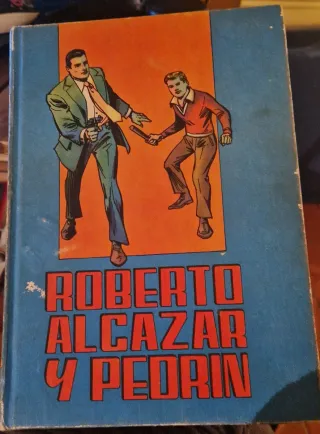 ROBERTO
ALCAZAR
Y PEDRIN